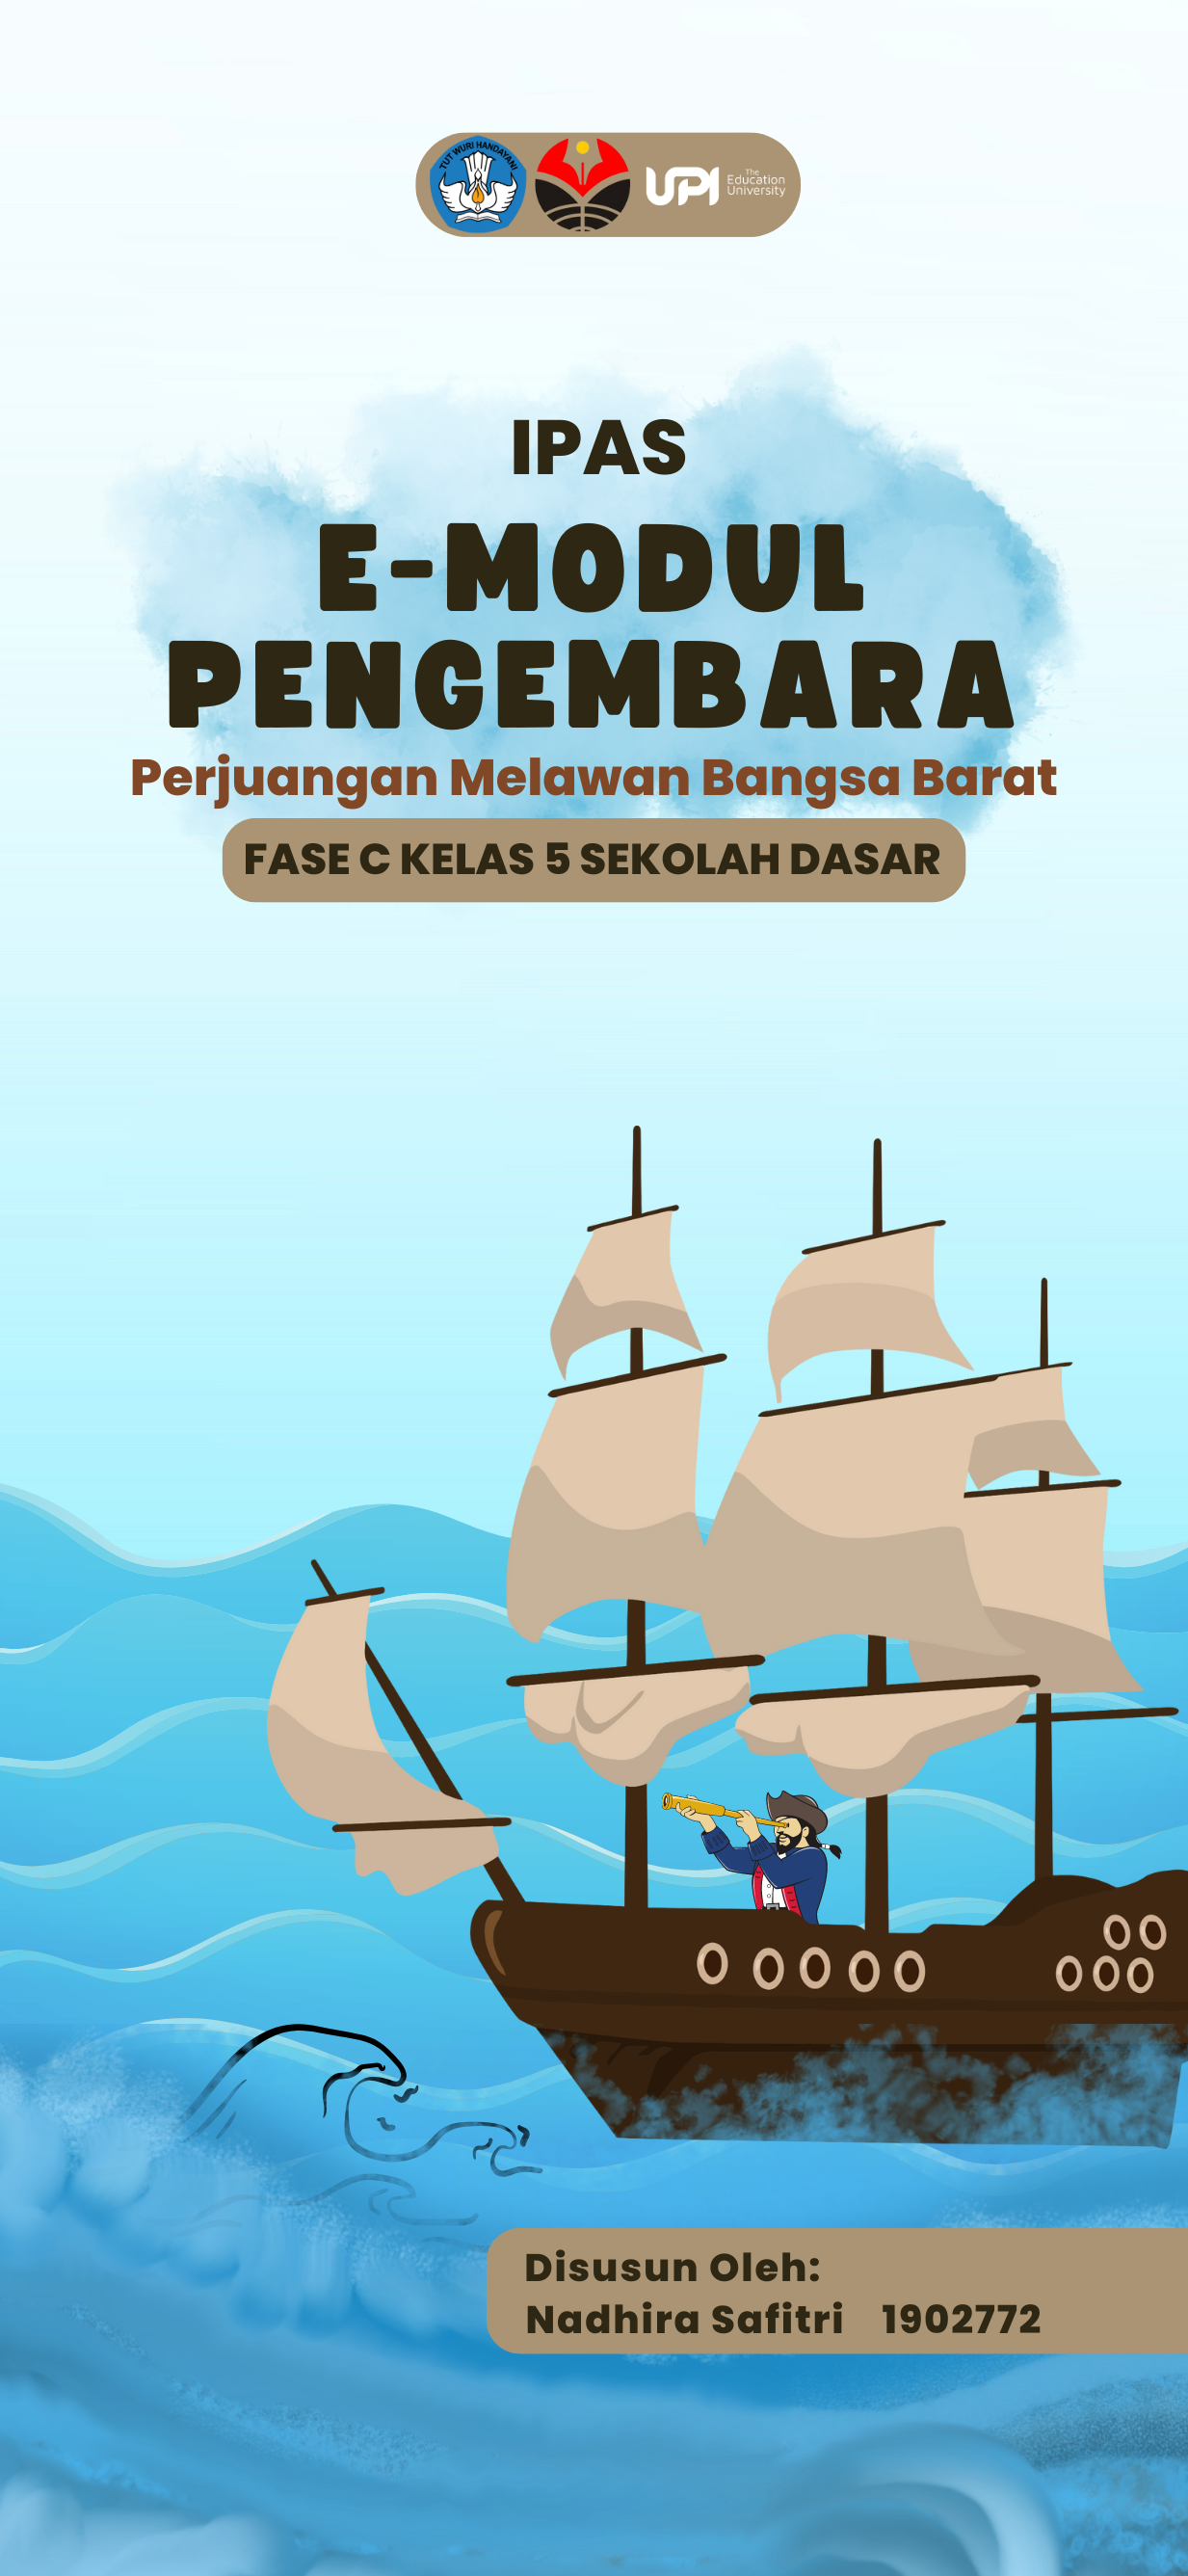 TUT WURI HANDAYANI
UPI
The
Education
University
IPAS
E-MODUL
PENGEMBARA
Perjuangan Melawan Bangsa Barat
FASE C KELAS 5 SEKOLAH DASAR
Disusun Oleh:
Nadhira Safitri 1902772